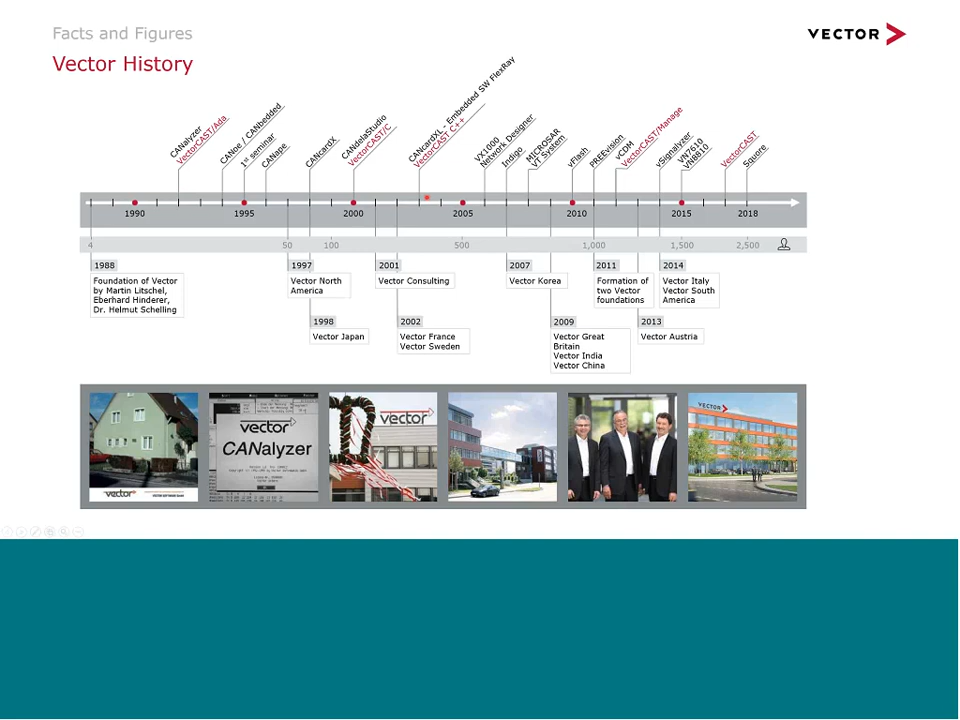 Facts and Figures
VECTOR
Vector History
CANalyzer
VectorCAST/Ada
CANoe / CANbedded
1st seminar
CANape
CANcardX
CANdelaStudio
VectorCAST/C
CANcardXL - Embedded SW FlexRay
VectorCAST C++
VX1000
Network Designer
Indigo
MICROSAR
VT System
vFlash
PREEvision
vCDM
VectorCAST/Manage
vSignalyzer
VN7610
VN8810
VectorCAST
Squore
1990
1995
2000
2005
2010
2015
2018
4
50
100
500
1,000
1,500
2,500
1988
Foundation of Vector
by Martin Litschel,
Eberhard Hinderer,
Dr. Helmut Schelling
1997
Vector North
America
1998
Vector Japan
2001
Vector Consulting
2002
Vector France
Vector Sweden
2007
Vector Korea
2009
Vector Great
Britain
Vector India
Vector China
2011
Formation of
two Vector
foundations
2013
Vector Austria
2014
Vector Italy
Vector South
America
vector
vector
CANalyzer
vector
VECTOR